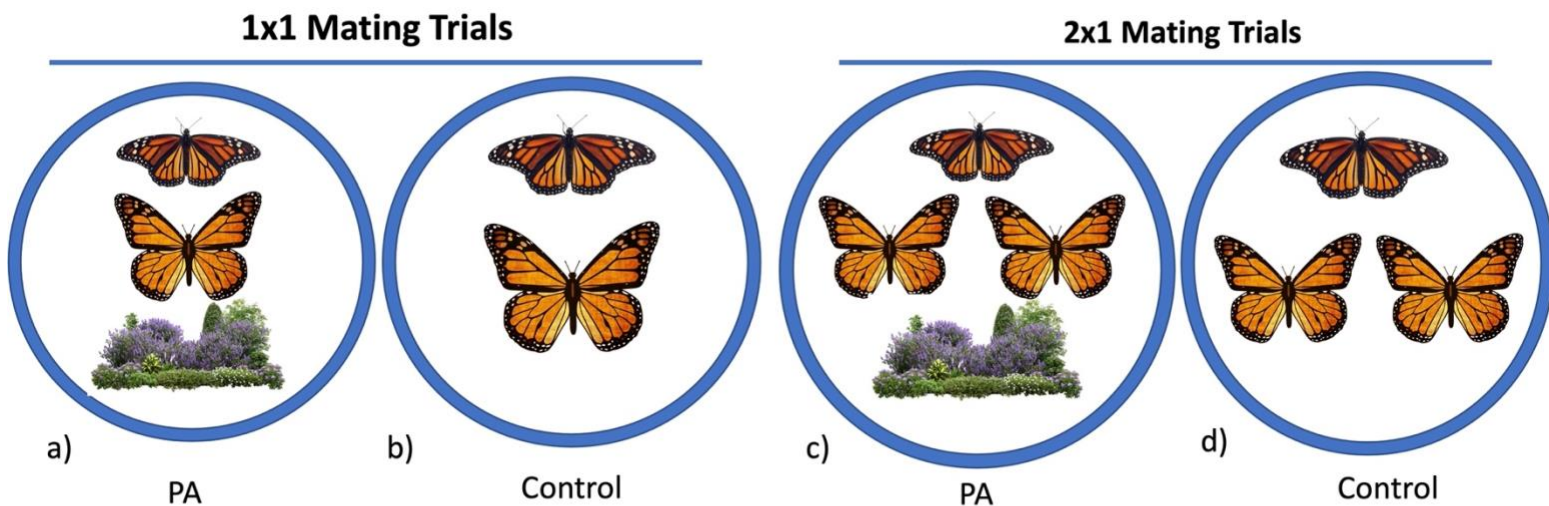 1x1 Mating Trials
2x1 Mating Trials
a)
b)
c)
d)
PA
Control
PA
Control